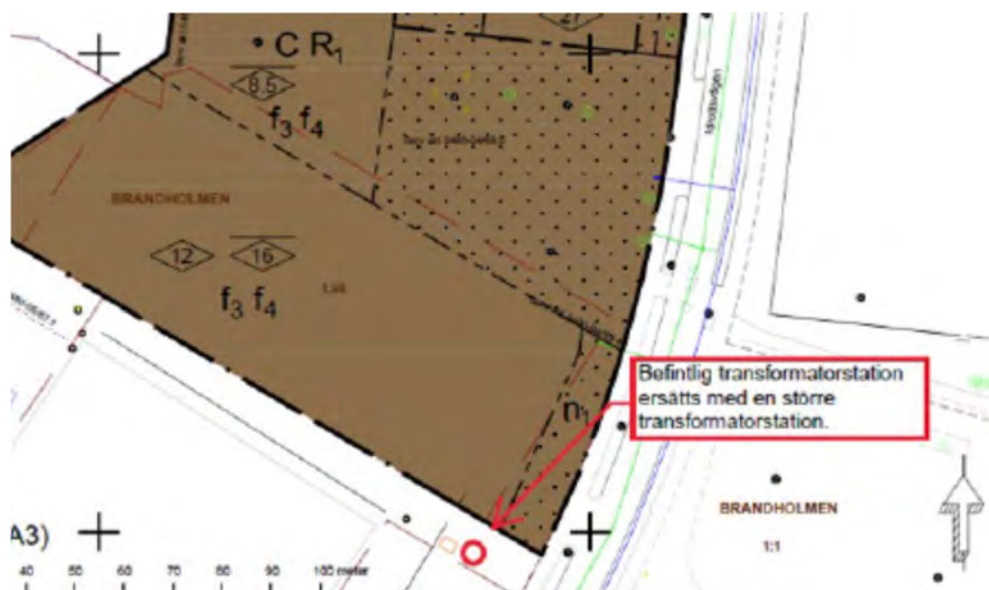 27
C R₁
8.5
f₃ f₄
BRANDHOLMEN
12
16
f₃ f₄
n₁
Befintlig transformatorstation
ersätts med en större
transformatorstation.
BRANDHOLMEN
1:1
A3)
40 50 60 70 80 90 100 meter